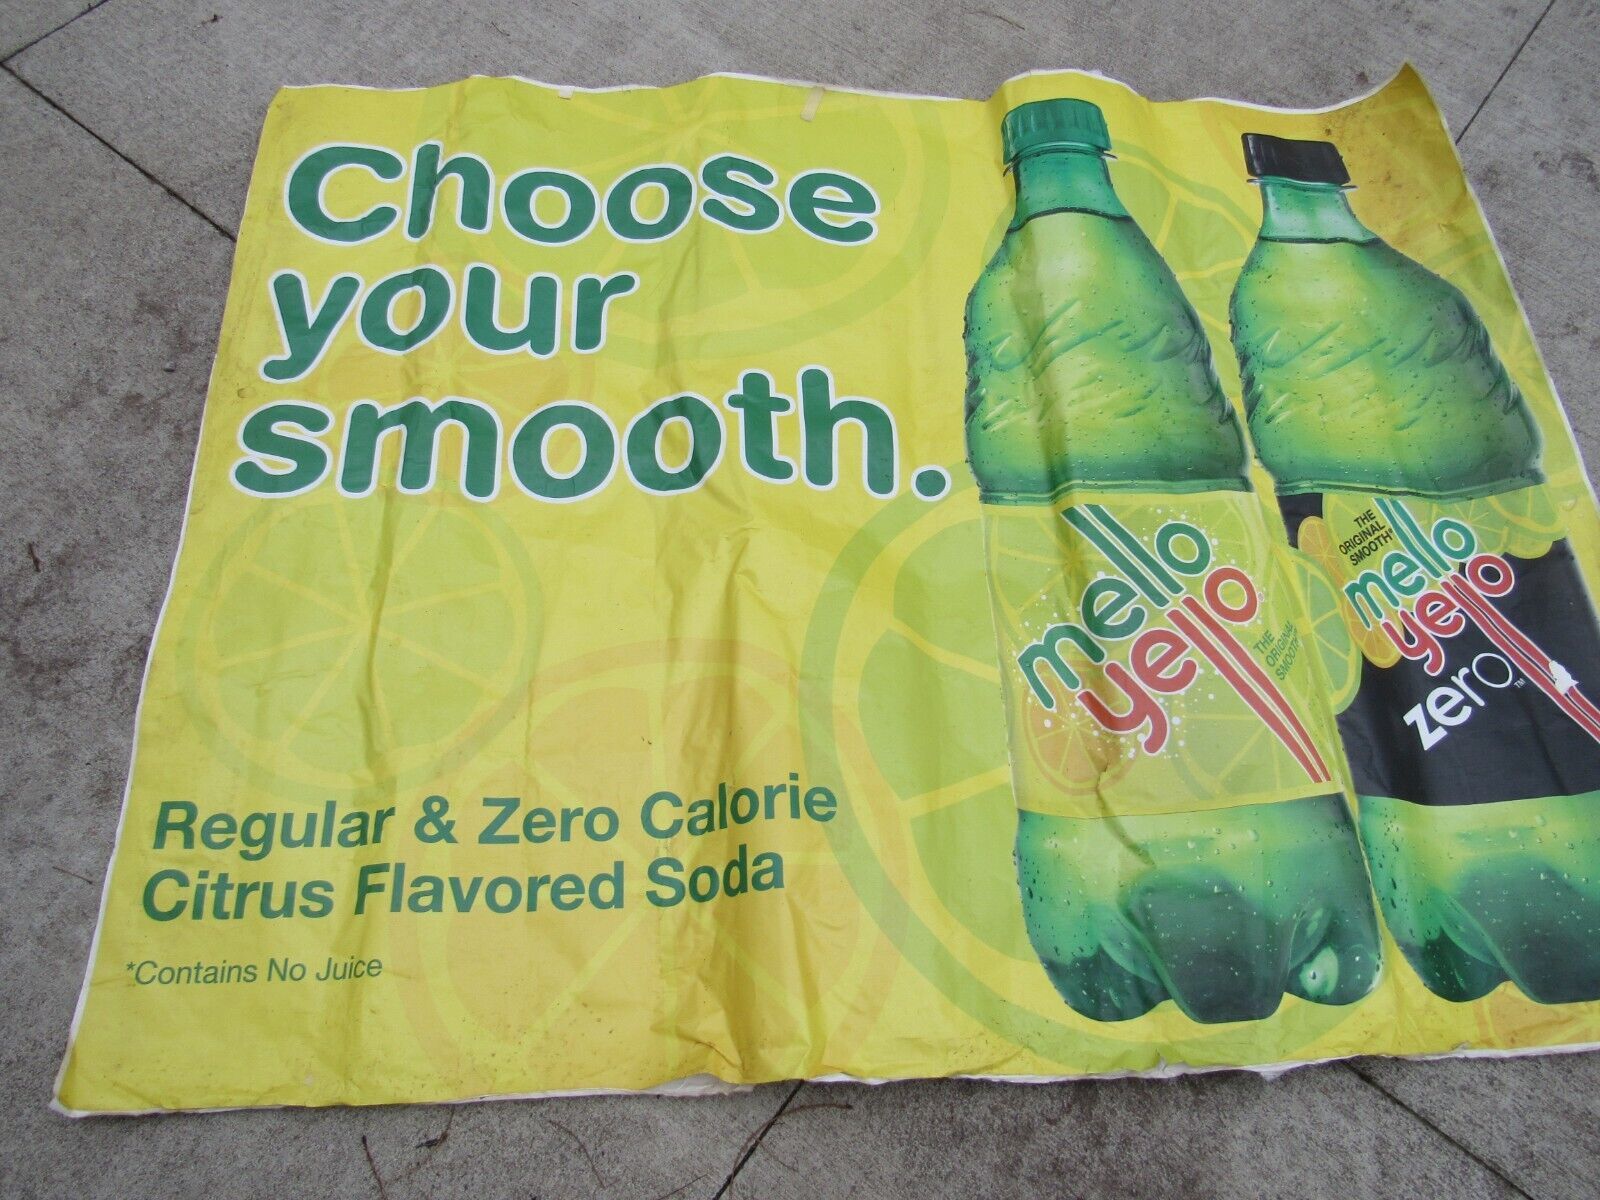 Choose
your
smooth.
Regular & Zero Calorie
Citrus Flavored Soda
*Contains No Juice
mello
yello
THE
ORIGINAL
SMOOTH®
THE
ORIGINAL
SMOOTH®
mello
yello
zero™